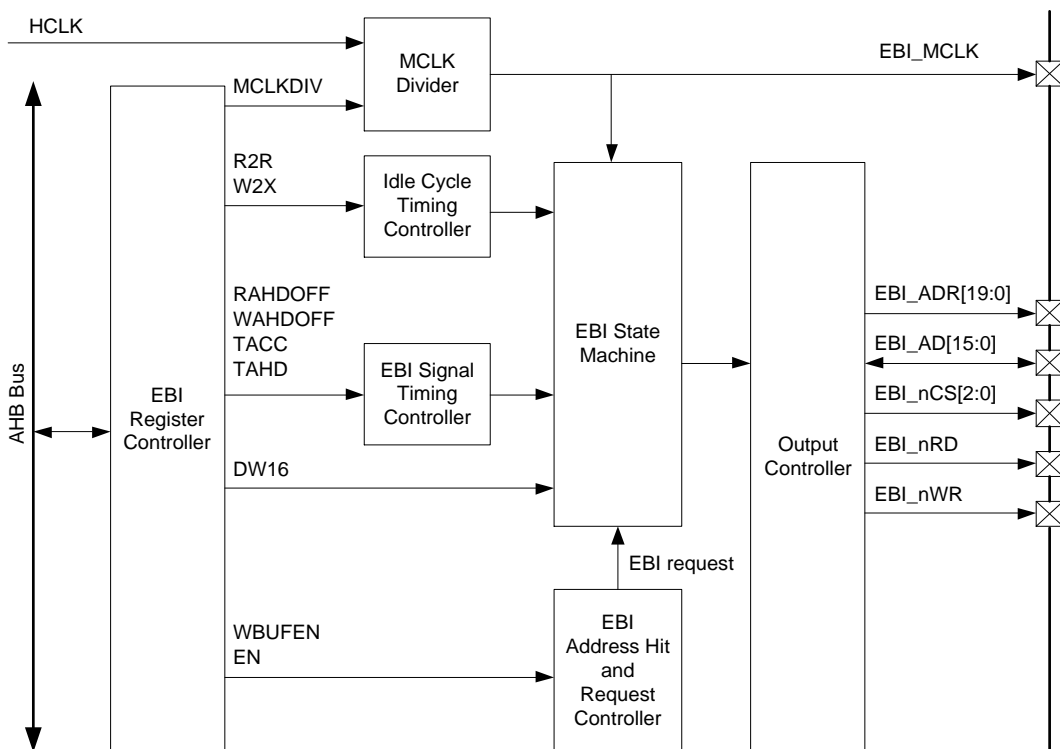 HCLK
MCLK
Divider
EBI_MCLK
MCLKDIV
R2R
W2X
Idle Cycle
Timing
Controller
RAHDOFF
WAHDOFF
TACC
TAHD
EBI Signal
Timing
Controller
EBI State
Machine
EBI_ADR[19:0]
EBI_AD[15:0]
EBI_nCS[2:0]
EBI_nRD
EBI_nWR
AHB Bus
EBI
Register
Controller
Output
Controller
DW16
EBI request
WBUFEN
EN
EBI
Address Hit
and
Request
Controller